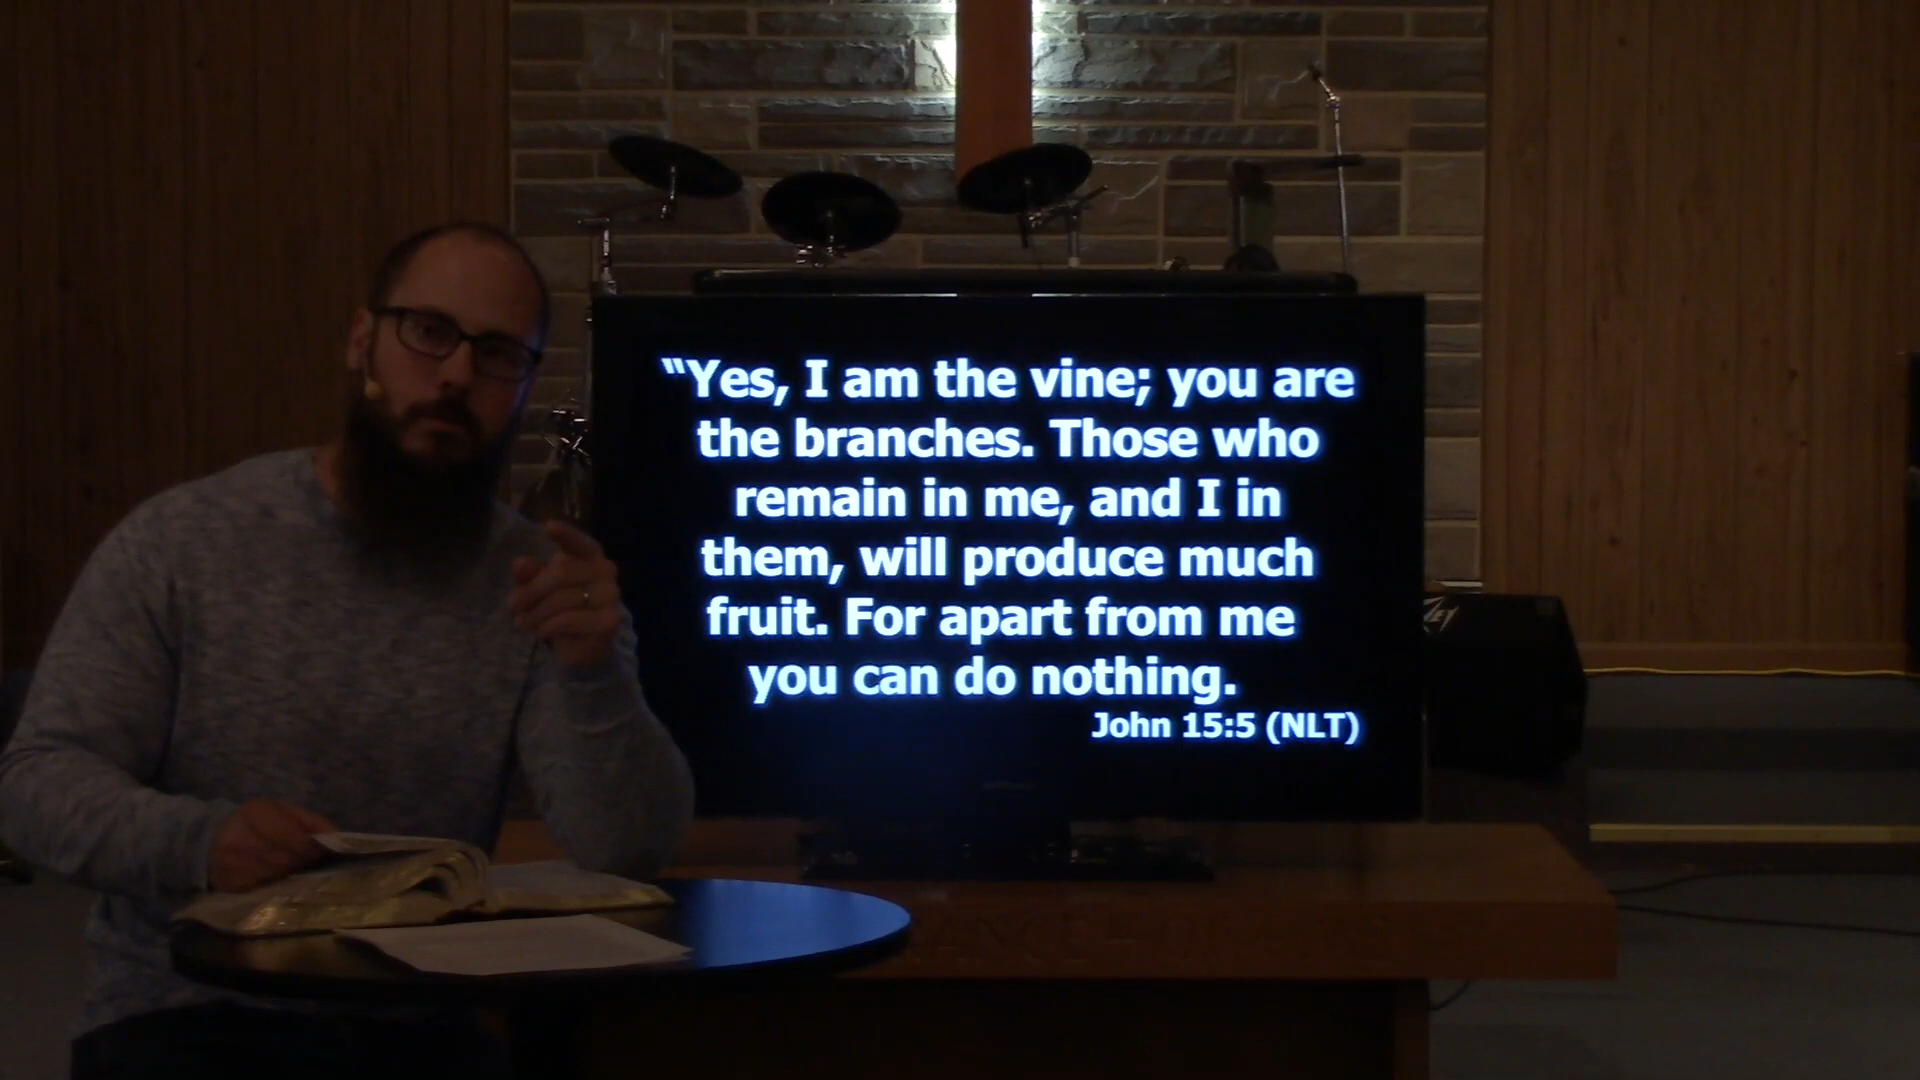 “Yes, I am the vine; you are
the branches. Those who
remain in me, and I in
them, will produce much
fruit. For apart from me
you can do nothing.
John 15:5 (NLT)